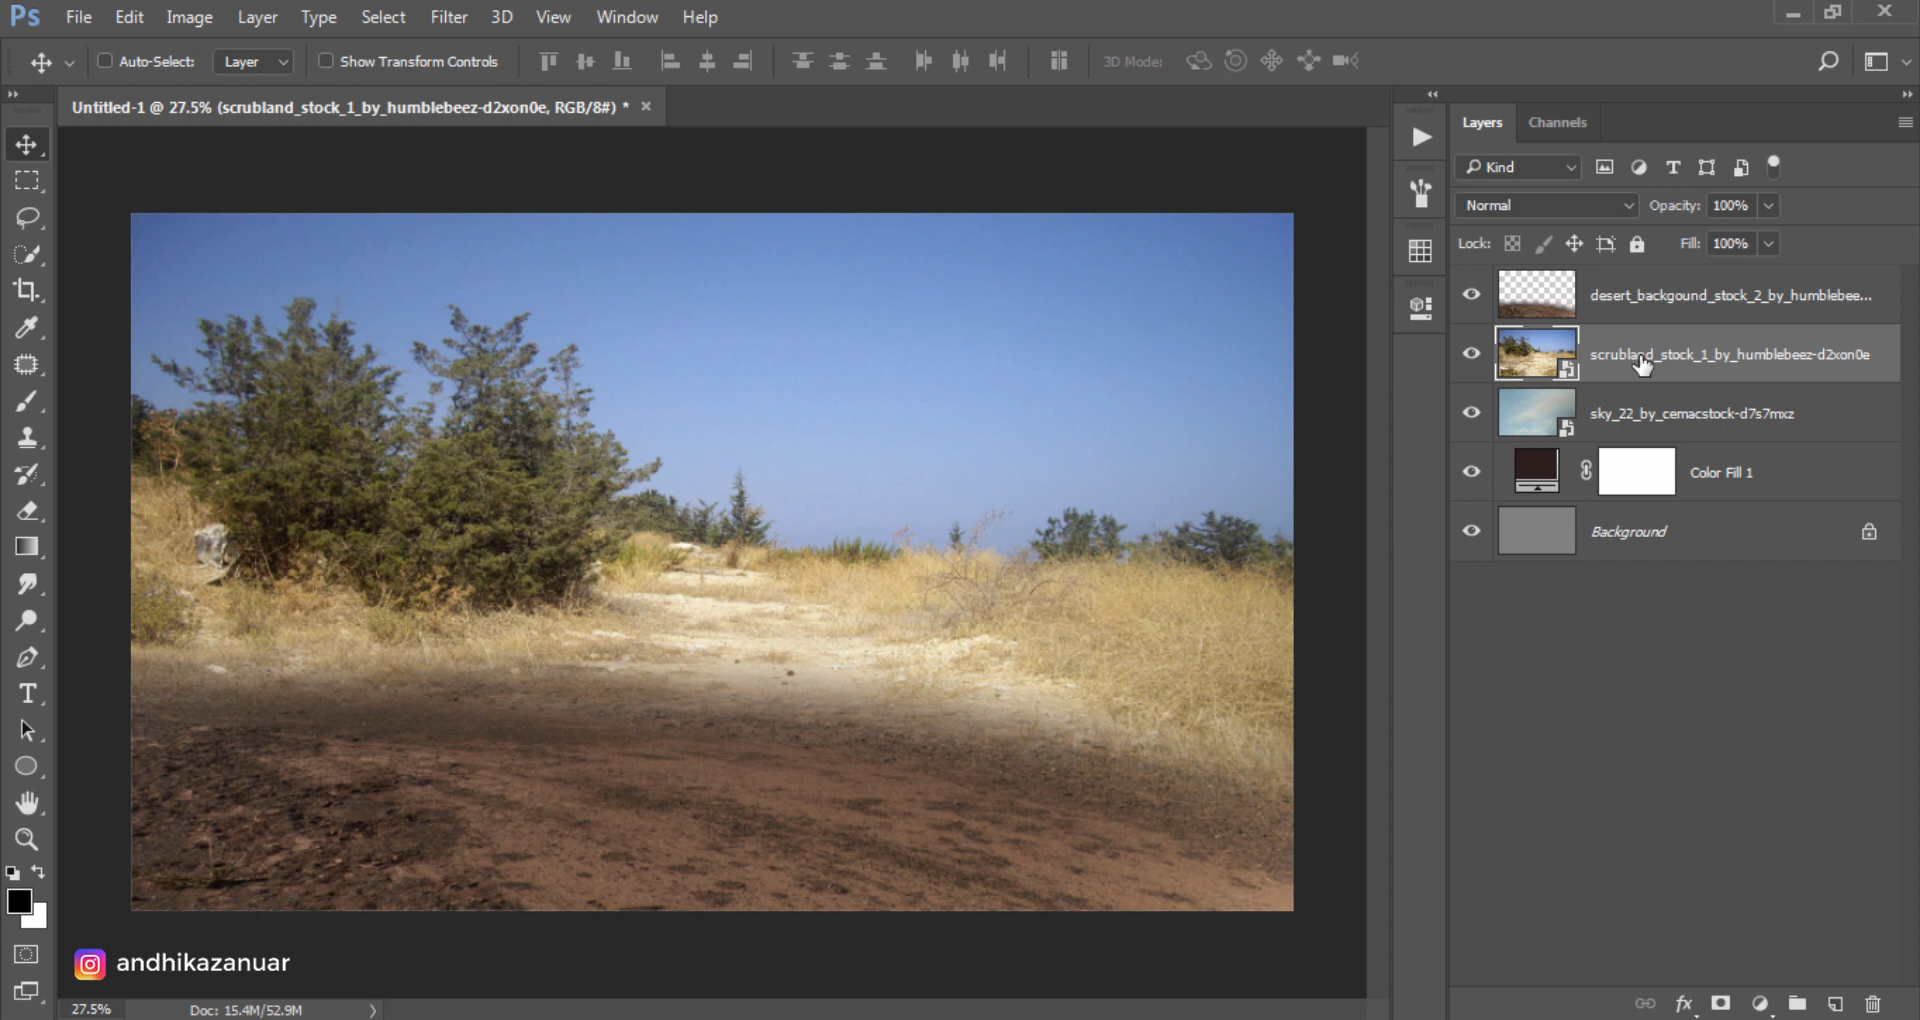 Ps File Edit Image Layer Type Select Filter 3D View Window Help
Auto-Select: Layer Show Transform Controls 3D Mode:
Untitled-1 @ 27.5% (scrubland_stock_1_by_humblebeez-d2xon0e, RGB/8#) *
Layers Channels
Kind
Normal Opacity: 100%
Lock: Fill: 100%
desert_backgound_stock_2_by_humblebee...
scrubland_stock_1_by_humblebeez-d2xon0e
sky_22_by_cemacstock-d7s7mxz
Color Fill 1
Background
andhikazanuar
27.5% Doc: 15.4M/52.9M